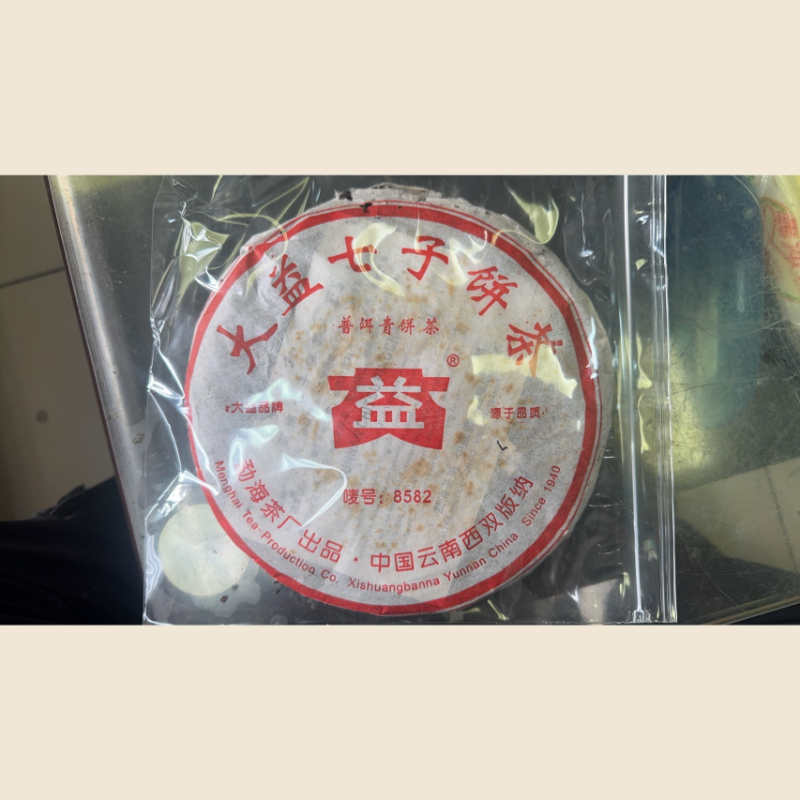 大益七子饼茶
普洱青饼茶
益®
大益品牌
源于品质
唛号：8582
勐海茶厂出品·中国云南西双版纳
Menghai Tea Production Co. Xishuangbanna Yunnan China Since 1940